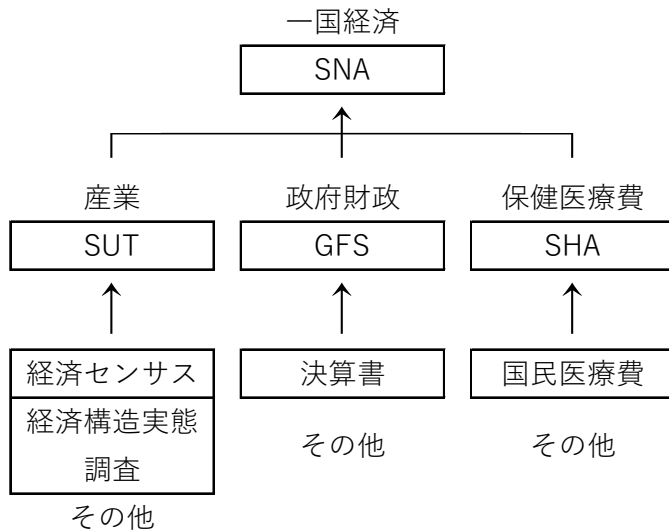 一国経済
SNA
産業
政府財政
保健医療費
SUT
GFS
SHA
経済センサス
決算書
国民医療費
経済構造実態
調査
その他
その他
その他